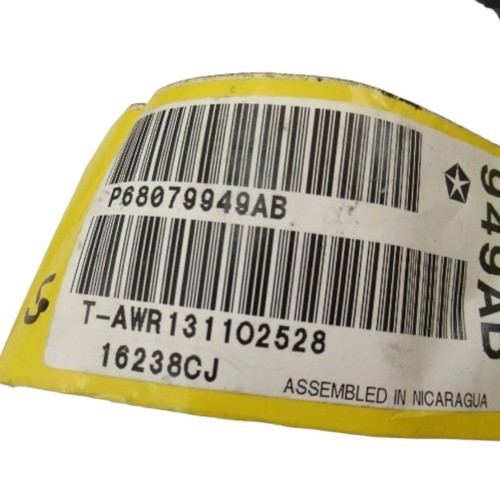 P68079949AB
T-AWR131102528
16238CJ
ASSEMBLED IN NICARAGUA
949AB